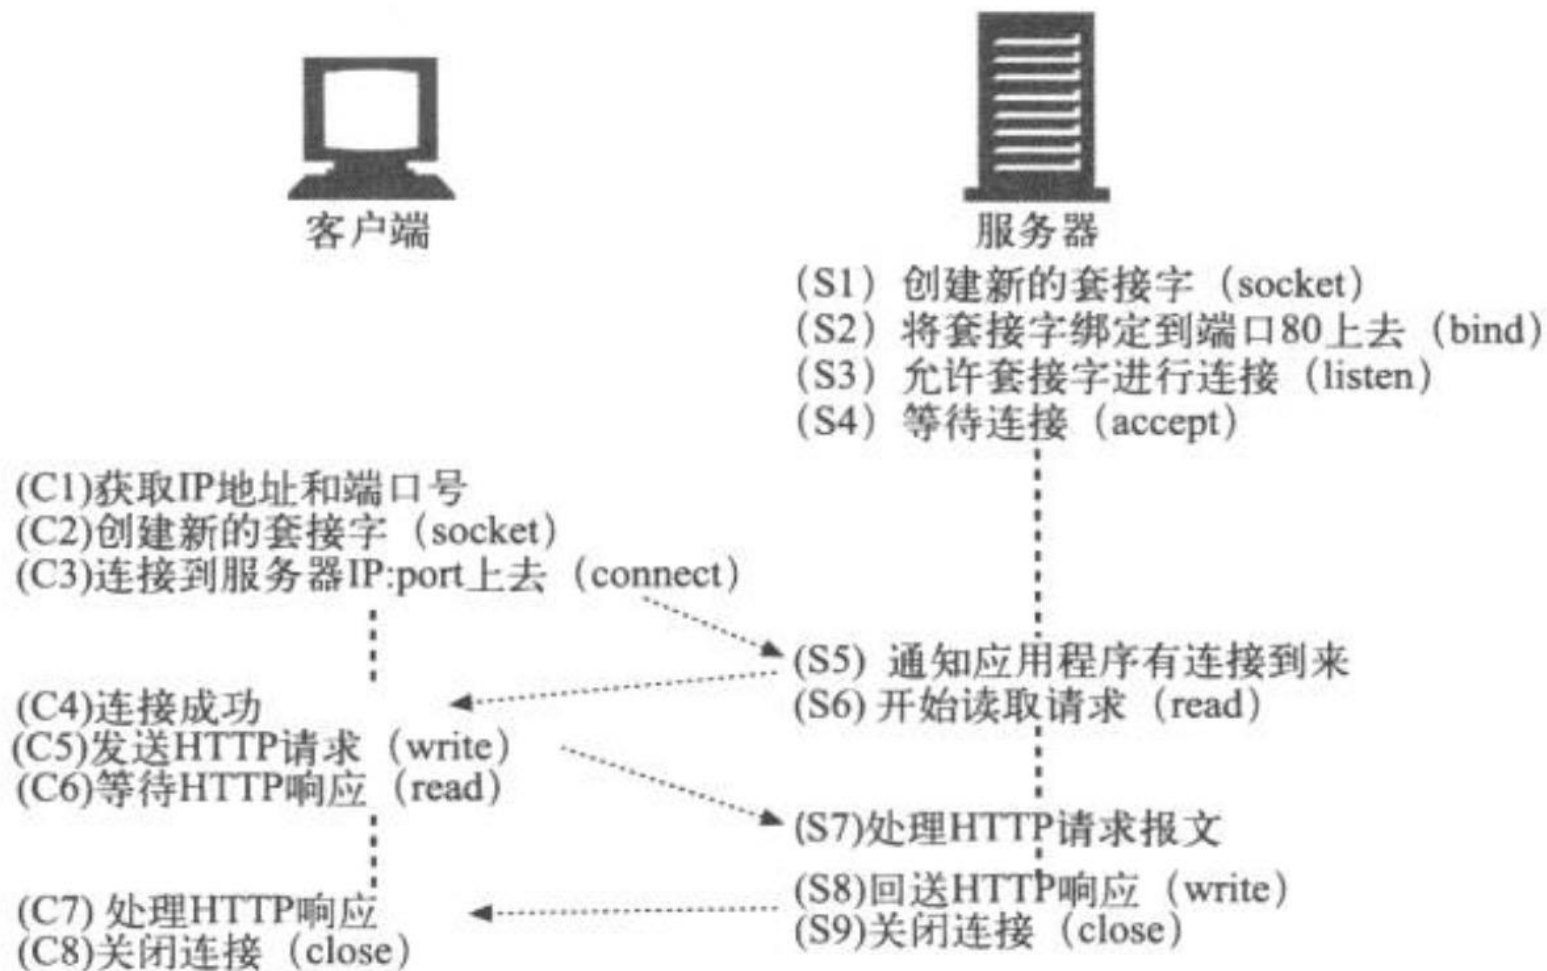 客户端
服务器
(S1) 创建新的套接字 (socket)
(S2) 将套接字绑定到端口80上去 (bind)
(S3) 允许套接字进行连接 (listen)
(S4) 等待连接 (accept)
(C1)获取IP地址和端口号
(C2)创建新的套接字 (socket)
(C3)连接到服务器IP:port上去 (connect)
(S5) 通知应用程序有连接到来
(S6) 开始读取请求 (read)
(C4)连接成功
(C5)发送HTTP请求 (write)
(C6)等待HTTP响应 (read)
(S7)处理HTTP请求报文
(S8)回送HTTP响应 (write)
(S9)关闭连接 (close)
(C7) 处理HTTP响应
(C8)关闭连接 (close)